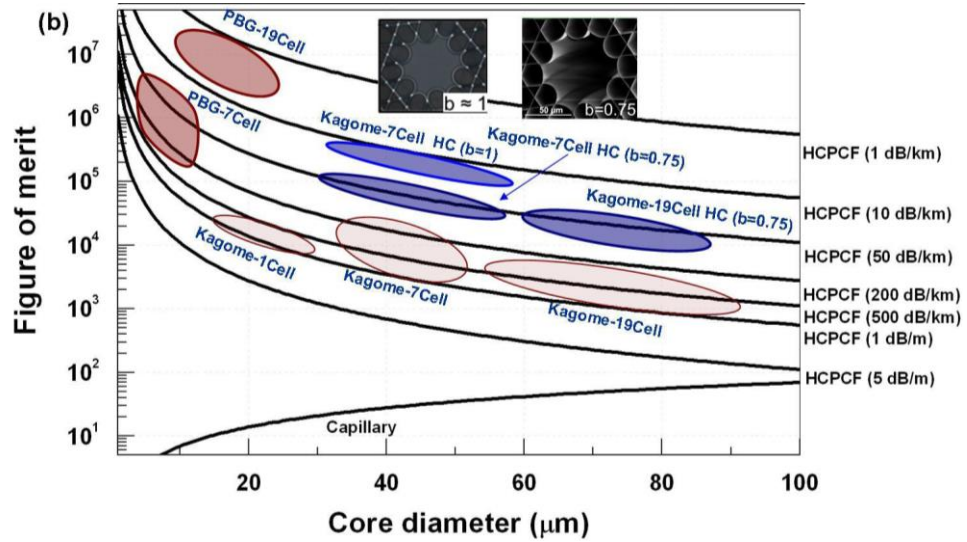 (b)
PBG-19Cell
PBG-7Cell
b ≈ 1
50 μm
b=0.75
Kagome-7Cell HC (b=1)
Kagome-7Cell HC (b=0.75)
Kagome-19Cell HC (b=0.75)
Kagome-1Cell
Kagome-7Cell
Kagome-19Cell
Capillary
HCPCF (1 dB/km)
HCPCF (10 dB/km)
HCPCF (50 dB/km)
HCPCF (200 dB/km)
HCPCF (500 dB/km)
HCPCF (1 dB/m)
HCPCF (5 dB/m)
Figure of merit
10⁷
10⁶
10⁵
10⁴
10³
10²
10¹
20 40 60 80 100
Core diameter (μm)